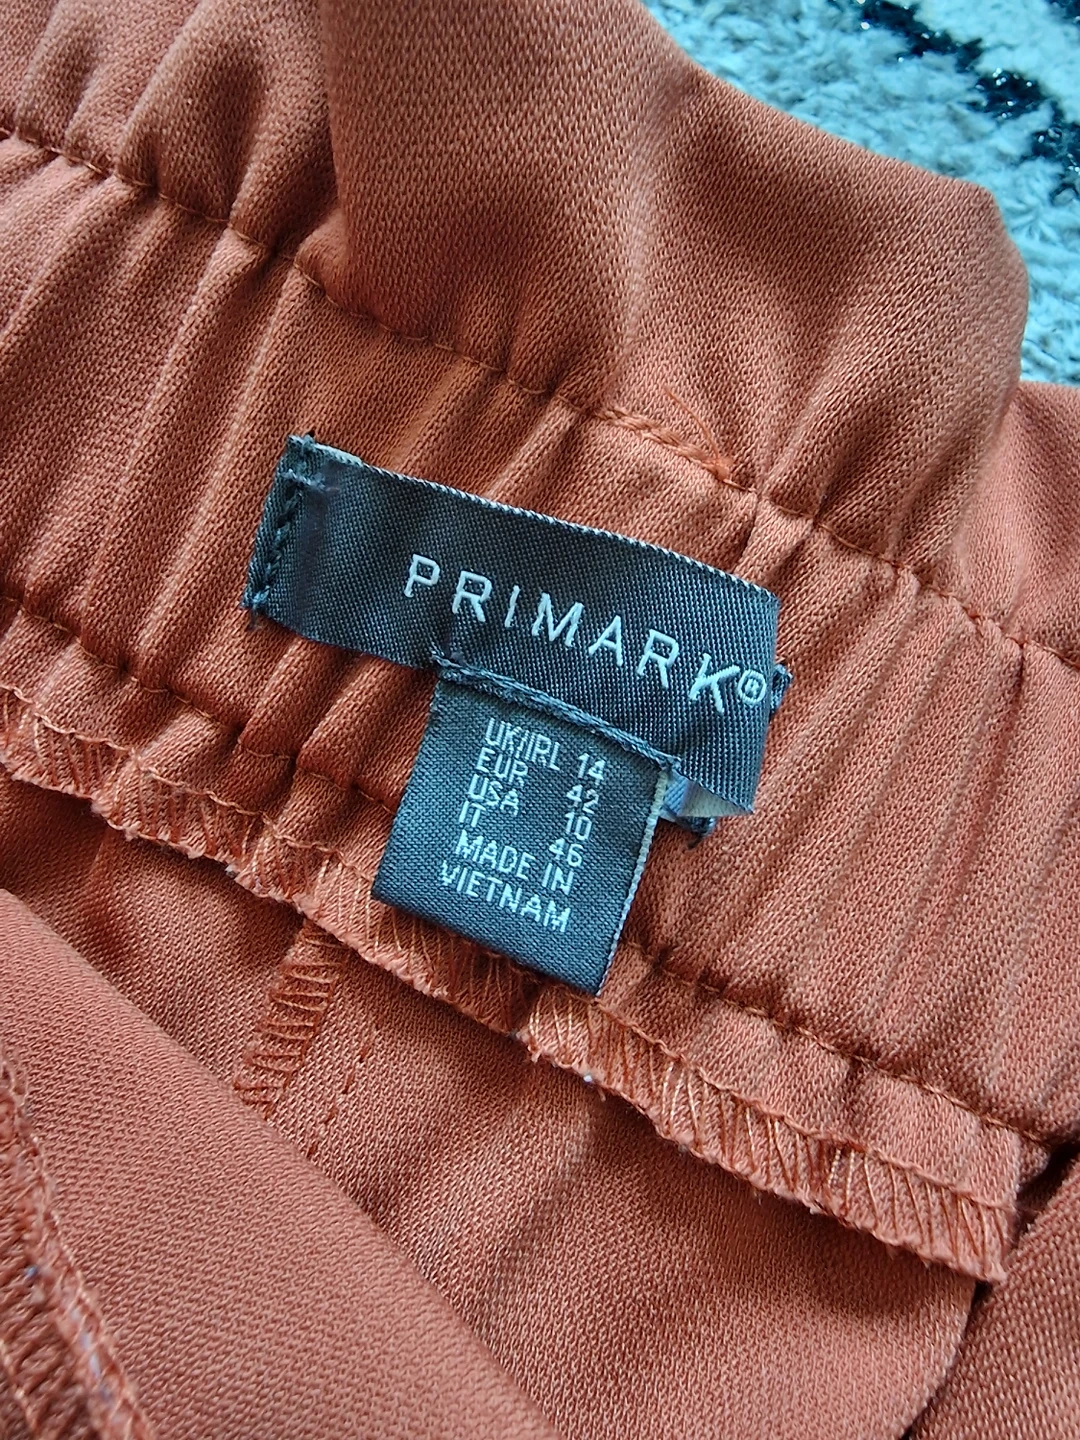 PRIMARK®
UK/IRL 14
EUR 42
USA 10
IT 46
MADE IN
VIETNAM